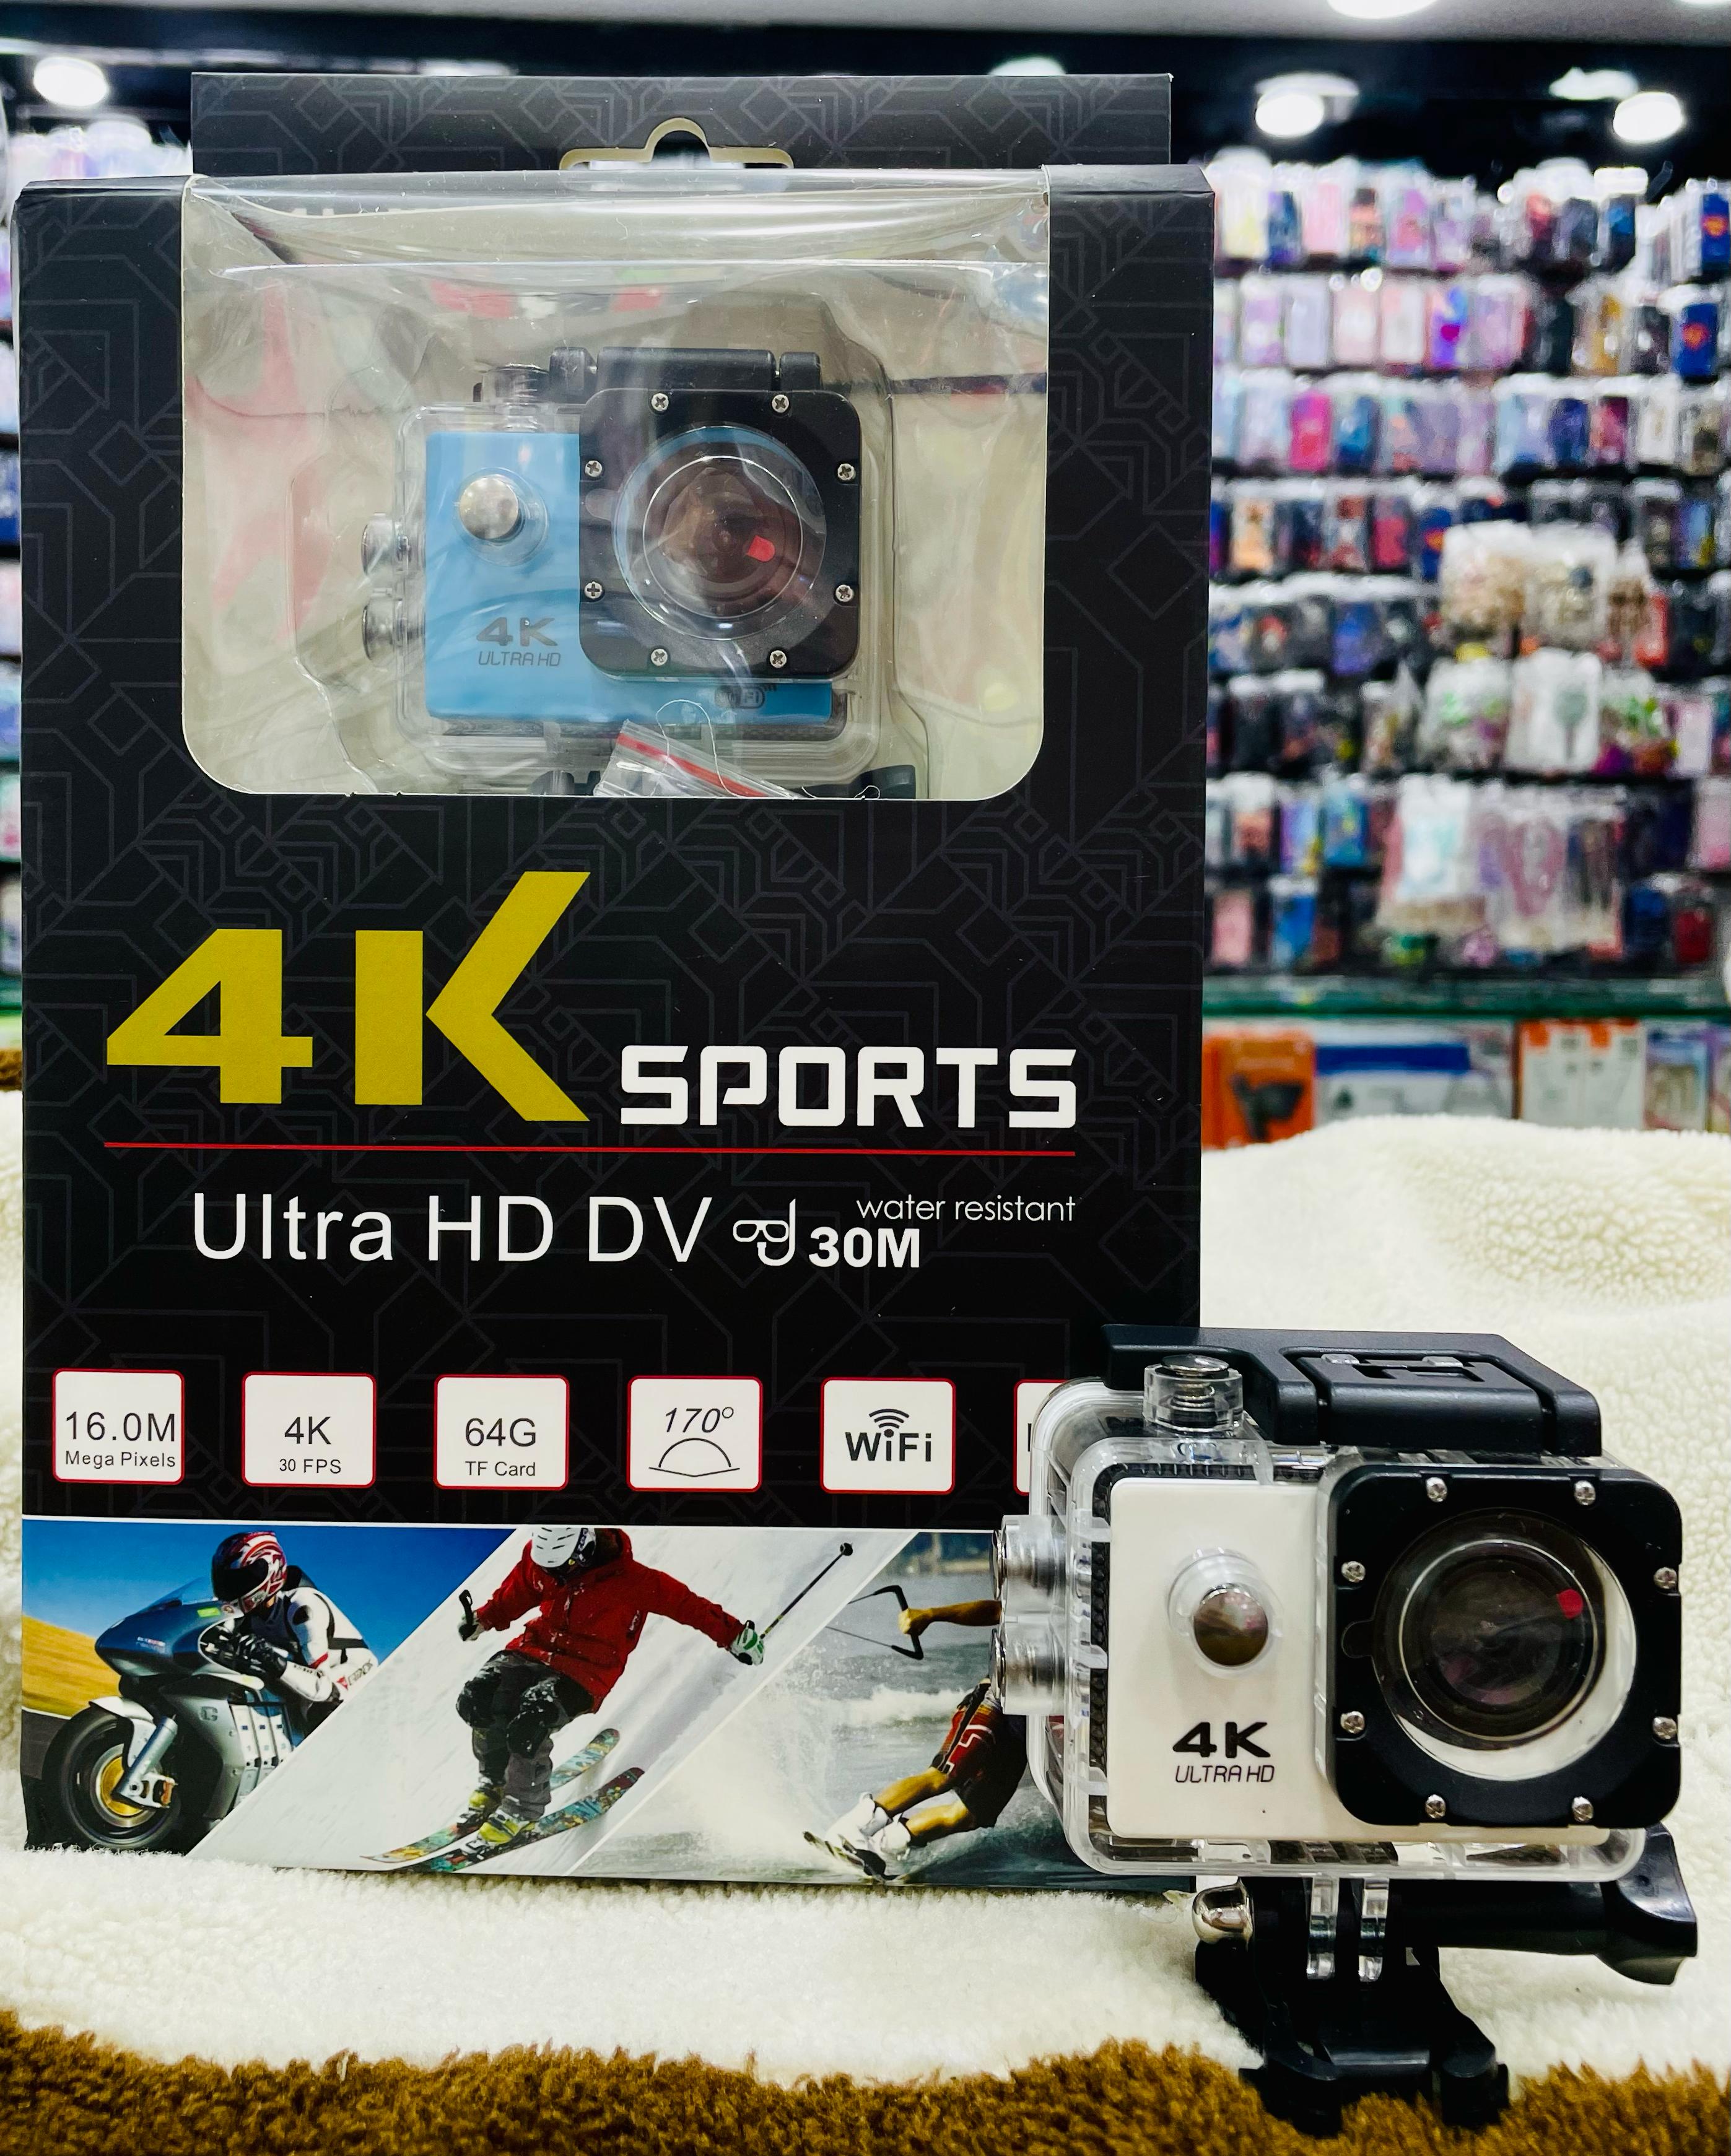 4K
ULTRA HD
WiFi
4K SPORTS
Ultra HD DV
water resistant
30M
16.0M
Mega Pixels
4K
30 FPS
64G
TF Card
170°
WiFi
4K
ULTRA HD